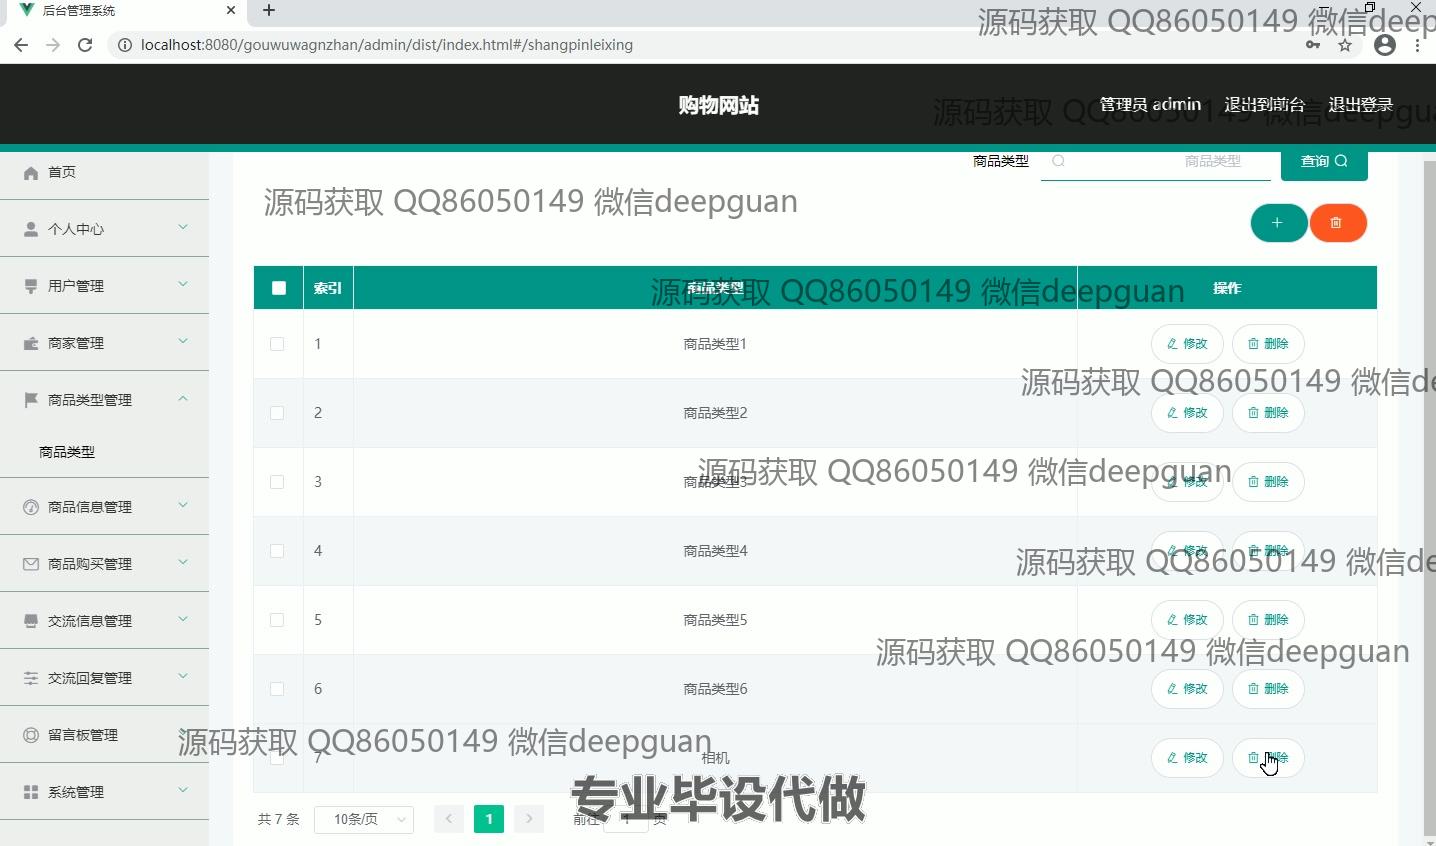 后台管理系统
localhost:8080/gouwuwagnzhan/admin/dist/index.html#/shangpinleixing
源码获取 QQ86050149 微信deep
购物网站
管理员 admin
退出到前台
退出登录
源码获取 QQ86050149 微信deepgu
首页
商品类型
商品类型
查询
源码获取 QQ86050149 微信deepguan
个人中心
用户管理
商家管理
商品类型管理
商品类型
商品信息管理
商品购买管理
交流信息管理
交流回复管理
留言板管理
系统管理
索引
商品类型
操作
源码获取 QQ86050149 微信deepguan
1
商品类型1
修改
删除
源码获取 QQ86050149 微信de
2
商品类型2
修改
删除
源码获取 QQ86050149 微信deepguan
3
商品类型3
修改
删除
4
商品类型4
修改
删除
源码获取 QQ86050149 微信de
5
商品类型5
修改
删除
源码获取 QQ86050149 微信deepguan
6
商品类型6
修改
删除
源码获取 QQ86050149 微信deepguan
7
相机
修改
删除
专业毕设代做
共 7 条
10条/页
1
前往
1
页